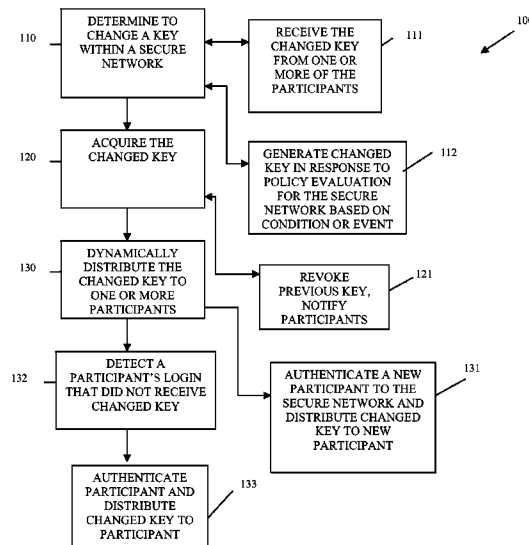 110
DETERMINE TO
CHANGE A KEY
WITHIN A SECURE
NETWORK
RECEIVE THE
CHANGED KEY
FROM ONE OR
MORE OF THE
PARTICIPANTS
111
120
ACQUIRE THE
CHANGED KEY
GENERATE CHANGED
KEY IN RESPONSE TO
POLICY EVALUATION
FOR THE SECURE
NETWORK BASED ON
CONDITION OR EVENT
112
130
DYNAMICALLY
DISTRIBUTE THE
CHANGED KEY TO
ONE OR MORE
PARTICIPANTS
REVOKE
PREVIOUS KEY,
NOTIFY
PARTICIPANTS
121
132
DETECT A
PARTICIPANT'S LOGIN
THAT DID NOT RECEIVE
CHANGED KEY
AUTHENTICATE A NEW
PARTICIPANT TO THE
SECURE NETWORK AND
DISTRIBUTE CHANGED
KEY TO NEW
PARTICIPANT
131
AUTHENTICATE
PARTICIPANT AND
DISTRIBUTE
CHANGED KEY TO
PARTICIPANT
133